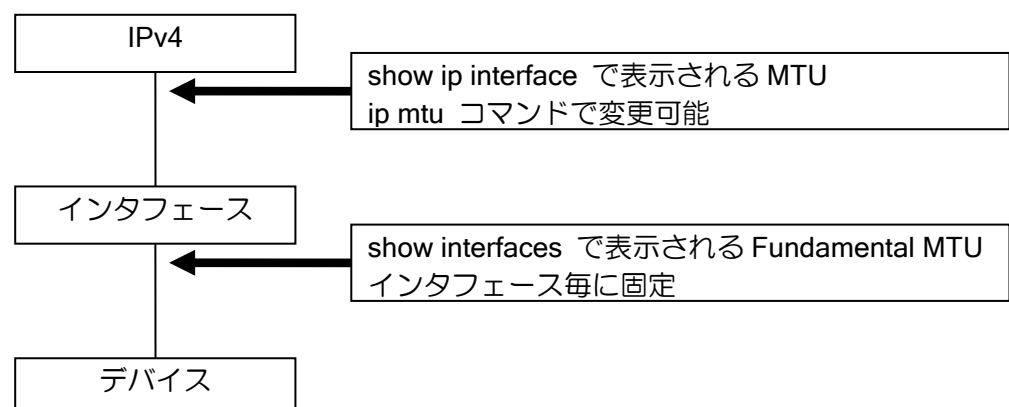 IPv4
show ip interface で表示される MTU
ip mtu コマンドで変更可能
インタフェース
show interfaces で表示される Fundamental MTU
インタフェース毎に固定
デバイス